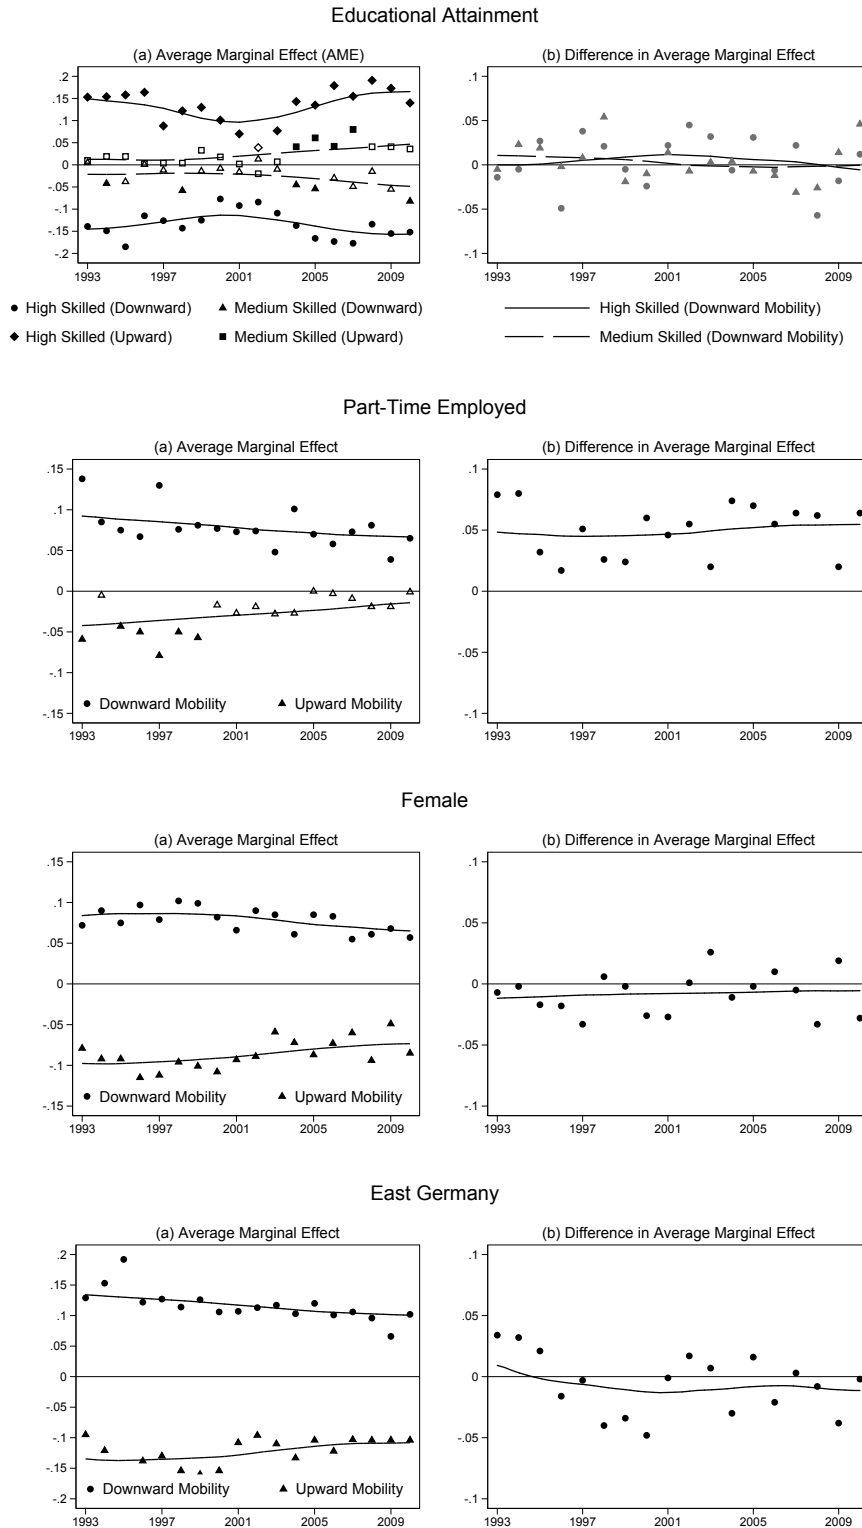 Educational Attainment
(a) Average Marginal Effect (AME)
(b) Difference in Average Marginal Effect
.2
.15
.1
.05
0
-.05
-.1
-.15
-.2
1993 1997 2001 2005 2009
.1
.05
0
-.05
-.1
1993 1997 2001 2005 2009
High Skilled (Downward) Medium Skilled (Downward)
High Skilled (Upward) Medium Skilled (Upward)
High Skilled (Downward Mobility)
Medium Skilled (Downward Mobility)
Part-Time Employed
(a) Average Marginal Effect
(b) Difference in Average Marginal Effect
.15
.1
.05
0
-.05
-.1
-.15
Downward Mobility Upward Mobility
1993 1997 2001 2005 2009
.1
.05
0
-.05
-.1
1993 1997 2001 2005 2009
Female
(a) Average Marginal Effect
(b) Difference in Average Marginal Effect
.15
.1
.05
0
-.05
-.1
-.15
Downward Mobility Upward Mobility
1993 1997 2001 2005 2009
.1
.05
0
-.05
-.1
1993 1997 2001 2005 2009
East Germany
(a) Average Marginal Effect
(b) Difference in Average Marginal Effect
.2
.15
.1
.05
0
-.05
-.1
-.15
-.2
Downward Mobility Upward Mobility
1993 1997 2001 2005 2009
.1
.05
0
-.05
-.1
1993 1997 2001 2005 2009